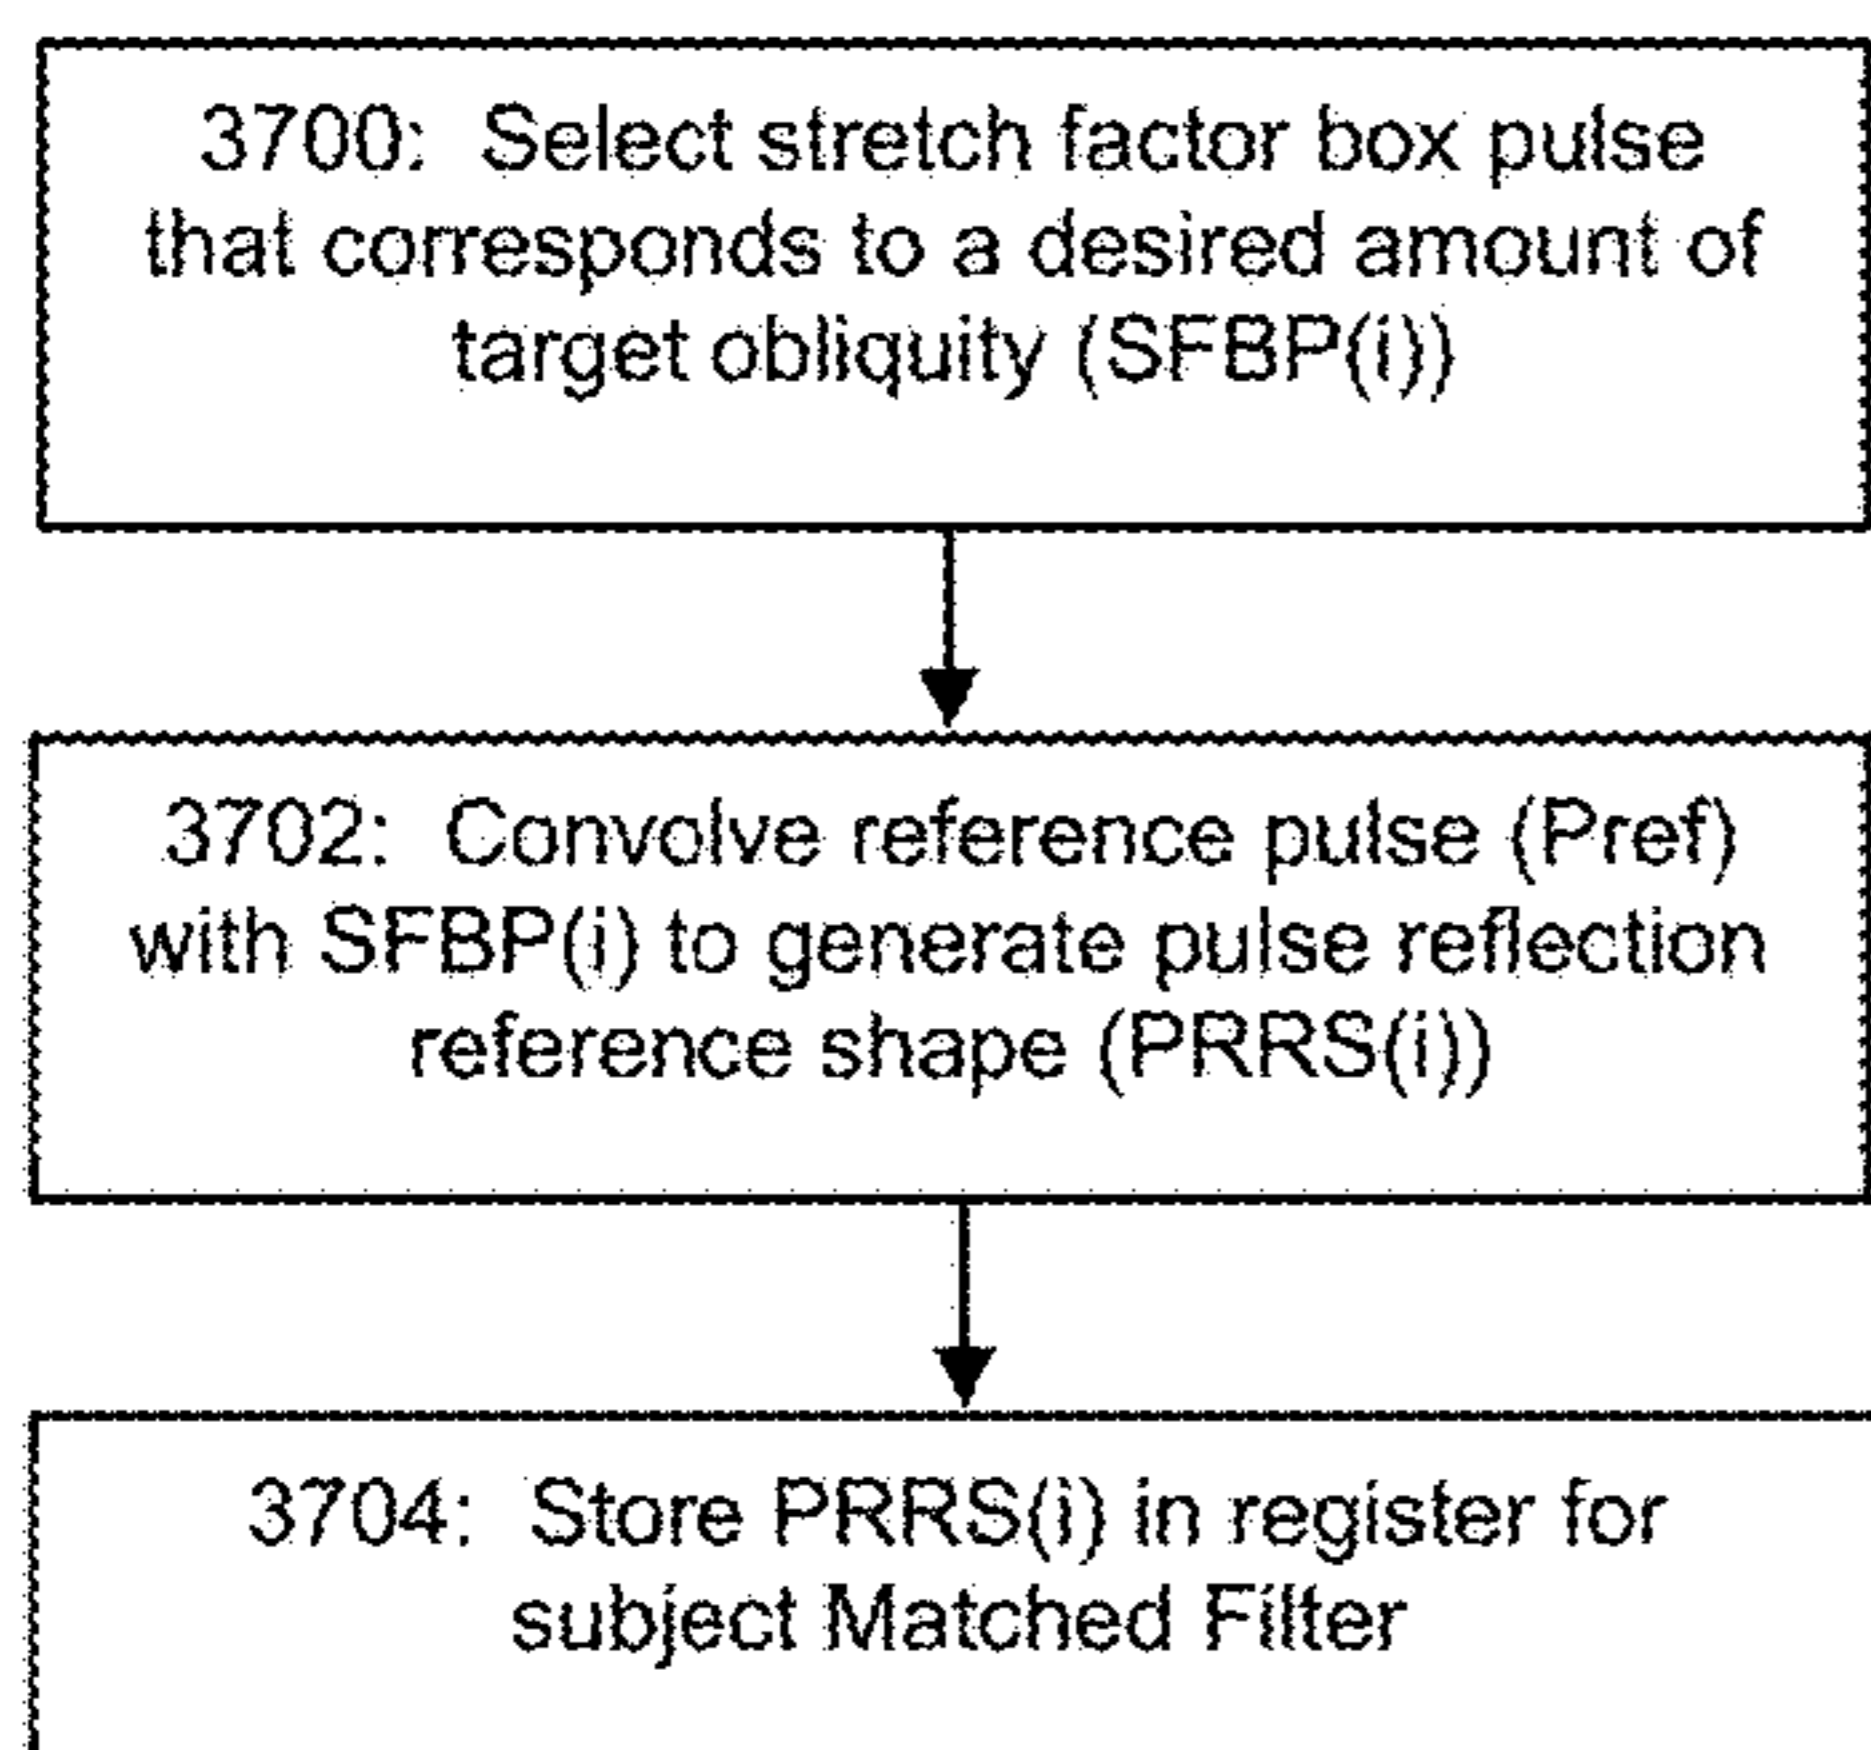 3700: Select stretch factor box pulse
that corresponds to a desired amount of
target obliquity (SFBP(i))
3702: Convolve reference pulse (Pref)
with SFBP(i) to generate pulse reflection
reference shape (PRRS(i))
3704: Store PRRS(i) in register for
subject Matched Filter